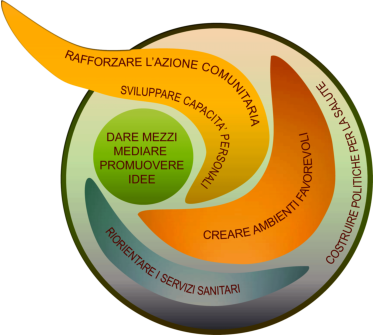 RAFFORZARE L'AZIONE COMUNITARIA
SVILUPPARE CAPACITA' PERSONALI
DARE MEZZI
MEDIARE
PROMUOVERE
IDEE
CREARE AMBIENTI FAVOREVOLI
COSTRUIRE POLITICHE PER LA SALUTE
RIORIENTARE I SERVIZI SANITARI